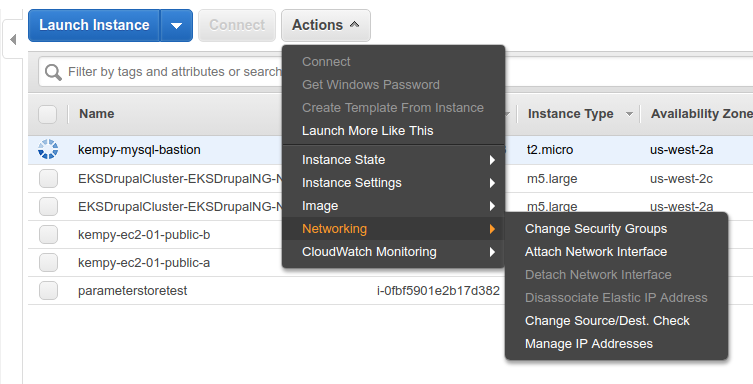 Launch Instance
Connect
Actions
Filter by tags and attributes or search
Connect
Get Windows Password
Create Template From Instance
Launch More Like This
Instance State
Instance Settings
Image
Networking
CloudWatch Monitoring
Change Security Groups
Attach Network Interface
Detach Network Interface
Disassociate Elastic IP Address
Change Source/Dest. Check
Manage IP Addresses
Name Instance Type Availability Zone
kempy-mysql-bastion t2.micro us-west-2a
EKSDrupalCluster-EKSDrupalNG-N m5.large us-west-2c
EKSDrupalCluster-EKSDrupalNG-N m5.large us-west-2a
kempy-ec2-01-public-b
kempy-ec2-01-public-a
parameterstoretest i-0fbf5901e2b17d382